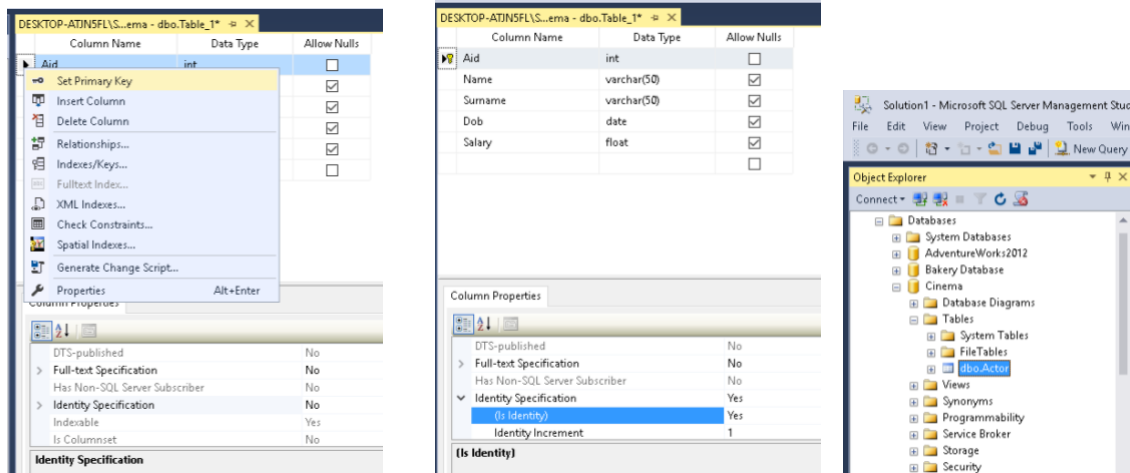 DESKTOP-ATJN5FL\S...ema - dbo.Table_1*
Column Name Data Type Allow Nulls
Aid int
Set Primary Key
Insert Column
Delete Column
Relationships...
Indexes/Keys...
Fulltext Index...
XML Indexes...
Check Constraints...
Spatial Indexes...
Generate Change Script...
Properties Alt+Enter
Column Properties
DTS-published No
Full-text Specification No
Has Non-SQL Server Subscriber No
Identity Specification No
Indexable Yes
Is Columnset No
Identity Specification
DESKTOP-ATJN5FL\S...ema - dbo.Table_1*
Column Name Data Type Allow Nulls
Aid int
Name varchar(50)
Surname varchar(50)
Dob date
Salary float
Column Properties
DTS-published No
Full-text Specification No
Has Non-SQL Server Subscriber No
Identity Specification Yes
(Is Identity) Yes
Identity Increment 1
(Is Identity)
Solution1 - Microsoft SQL Server Management Stud
File Edit View Project Debug Tools Win
New Query
Object Explorer
Connect
Databases
System Databases
AdventureWorks2012
Bakery Database
Cinema
Database Diagrams
Tables
System Tables
FileTables
dbo.Actor
Views
Synonyms
Programmability
Service Broker
Storage
Security